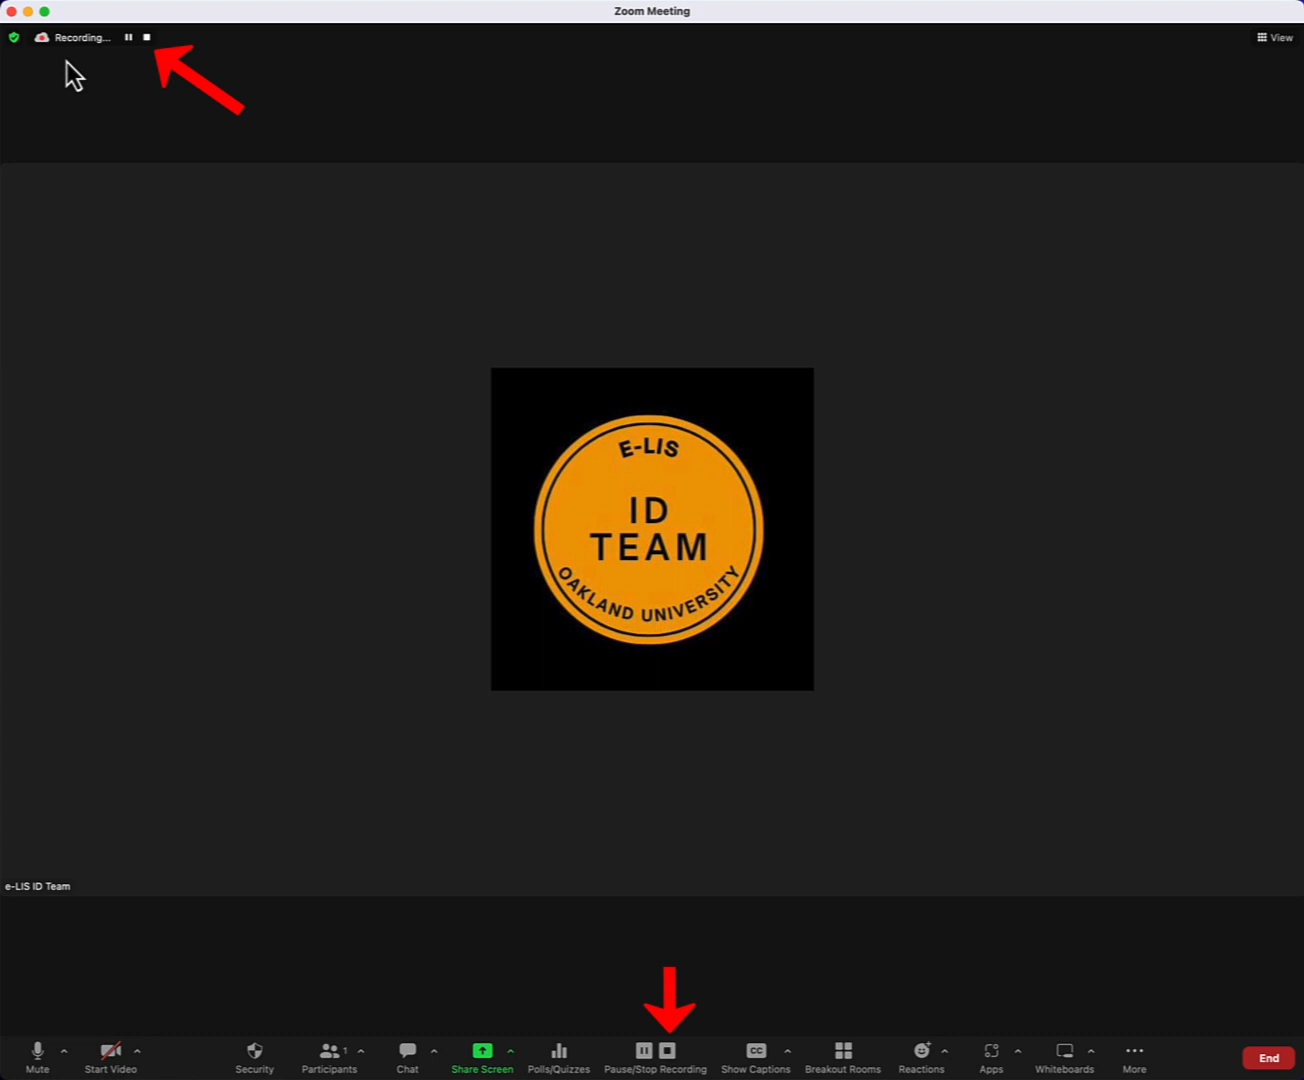 Zoom Meeting
Recording...
View
E-LIS
ID
TEAM
OAKLAND UNIVERSITY
e-LIS ID Team
1
CC
Mute
Start Video
Security
Participants
Chat
Share Screen
Polls/Quizzes
Pause/Stop Recording
Show Captions
Breakout Rooms
Reactions
Apps
Whiteboards
More
End